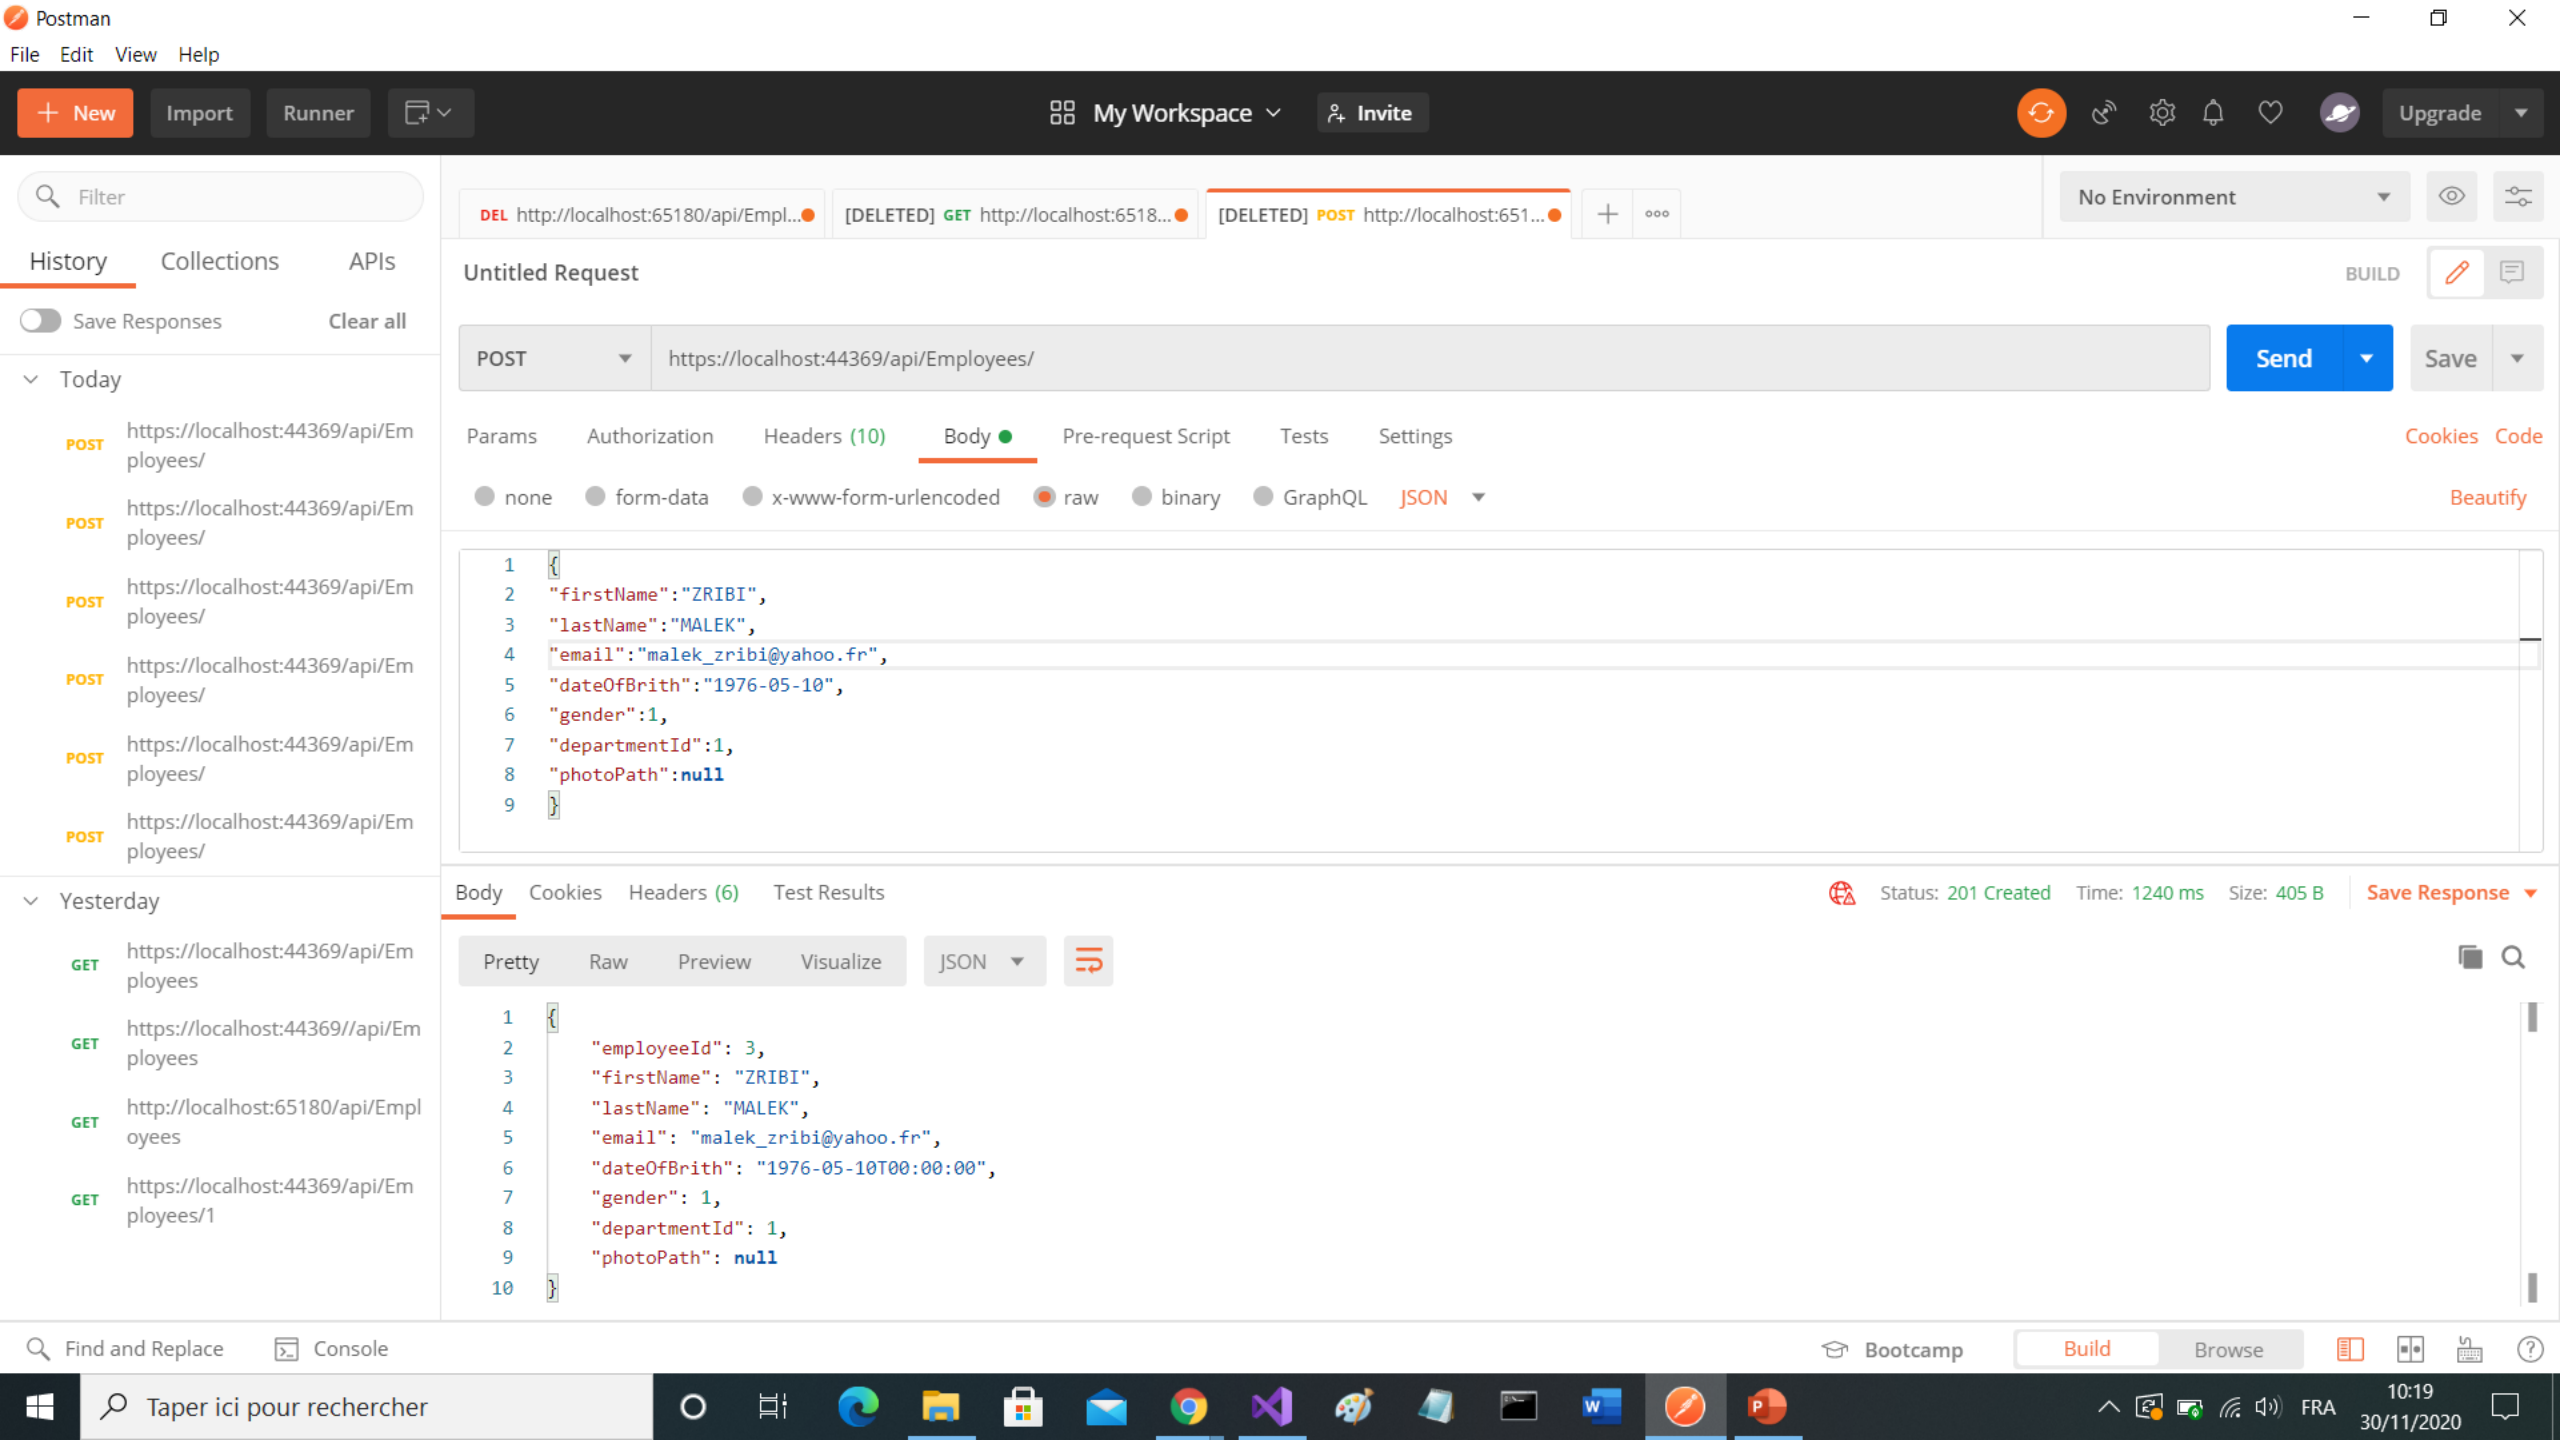 Postman
File Edit View Help
New Import Runner My Workspace Invite Upgrade
Filter
History Collections APIs
Save Responses Clear all
Today
POST https://localhost:44369/api/Em
ployees/
POST https://localhost:44369/api/Em
ployees/
POST https://localhost:44369/api/Em
ployees/
POST https://localhost:44369/api/Em
ployees/
POST https://localhost:44369/api/Em
ployees/
POST https://localhost:44369/api/Em
ployees/
Yesterday
GET https://localhost:44369/api/Em
ployees
GET https://localhost:44369//api/Em
ployees
GET http://localhost:65180/api/Empl
oyees
GET https://localhost:44369/api/Em
ployees/1
DEL http://localhost:65180/api/Empl... [DELETED] GET http://localhost:6518... [DELETED] POST http://localhost:651...
No Environment
Untitled Request BUILD
POST https://localhost:44369/api/Employees/ Send Save
Params Authorization Headers (10) Body Pre-request Script Tests Settings Cookies Code
none form-data x-www-form-urlencoded raw binary GraphQL JSON Beautify
1 {
2 "firstName":"ZRIBI",
3 "lastName":"MALEK",
4 "email":"malek_zribi@yahoo.fr",
5 "dateOfBrith":"1976-05-10",
6 "gender":1,
7 "departmentId":1,
8 "photoPath":null
9 }
Body Cookies Headers (6) Test Results Status: 201 Created Time: 1240 ms Size: 405 B Save Response
Pretty Raw Preview Visualize JSON
1 {
2 "employeeId": 3,
3 "firstName": "ZRIBI",
4 "lastName": "MALEK",
5 "email": "malek_zribi@yahoo.fr",
6 "dateOfBrith": "1976-05-10T00:00:00",
7 "gender": 1,
8 "departmentId": 1,
9 "photoPath": null
10 }
Find and Replace Console Bootcamp Build Browse
Taper ici pour rechercher FRA 10:19
30/11/2020